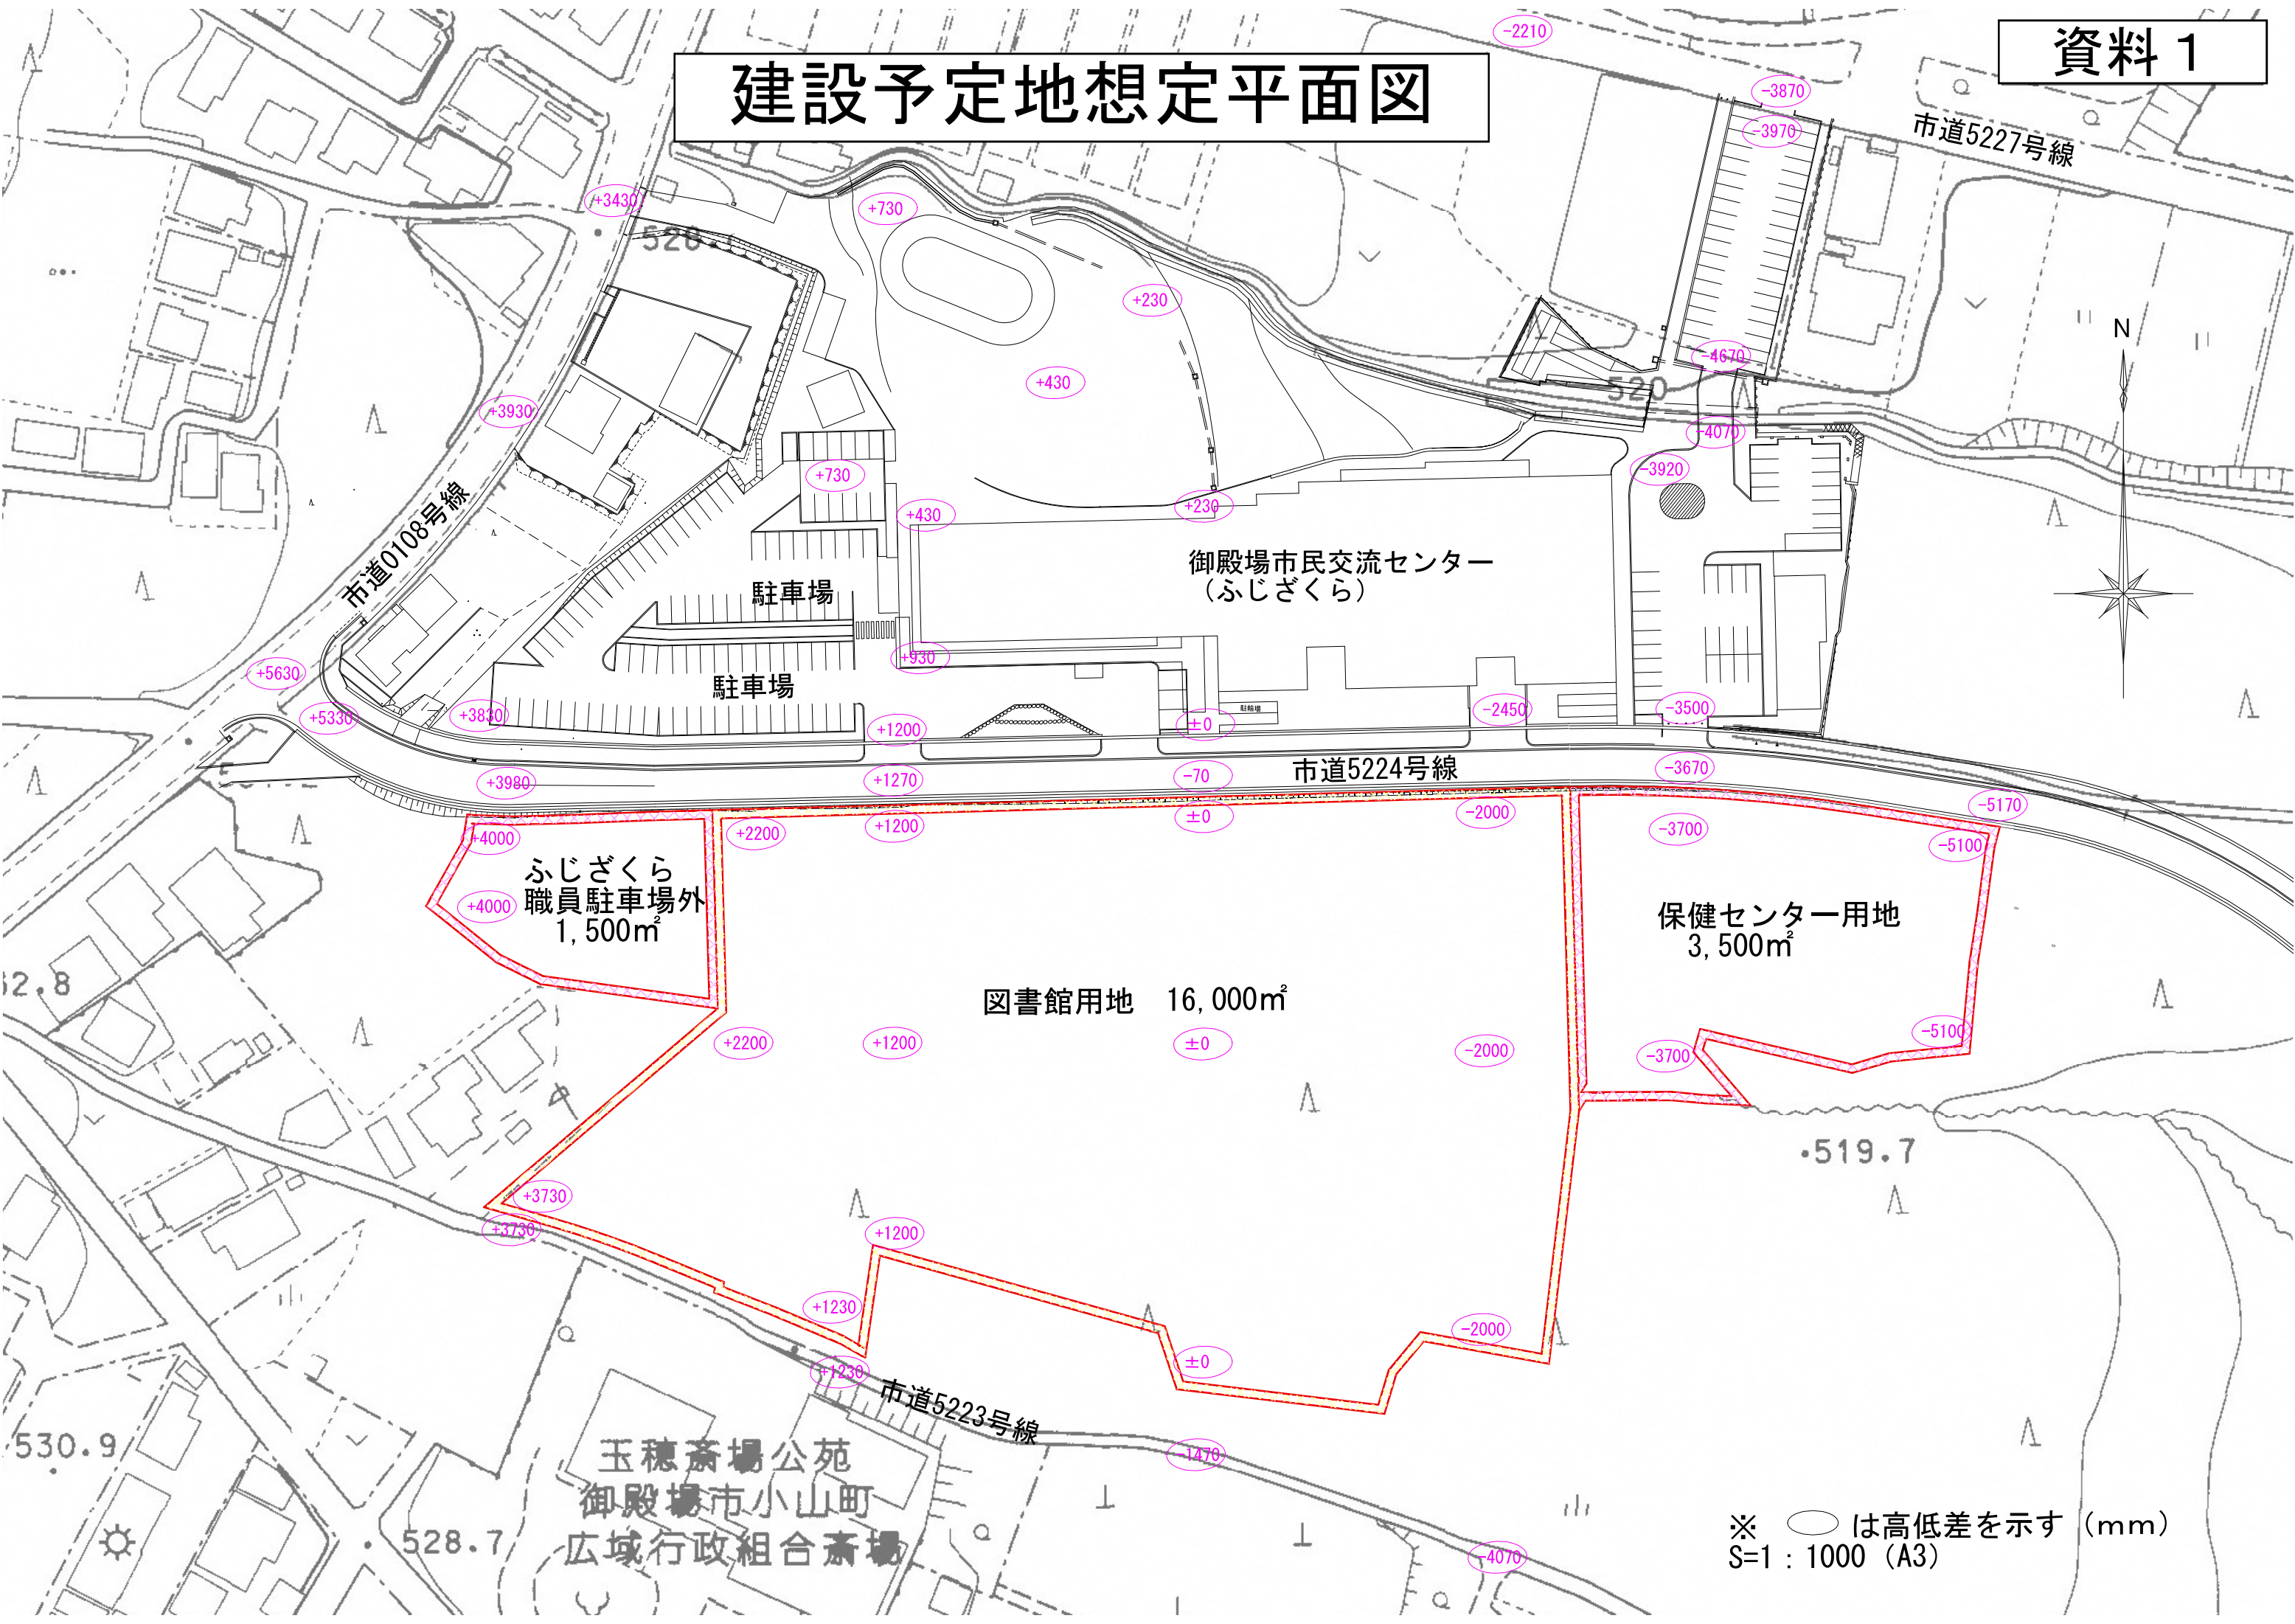 建設予定地想定平面図
資料１
-2210
-3870
-3970
市道5227号線
+3430
+730
528.1
+230
N
+430
-4670
520
+3930
-4070
-3920
+730
+430
+230
市道0108号線
御殿場市民交流センター
（ふじざくら）
駐車場
+930
+5630
駐車場
+5330
+3830
+1200
±0
駐輪場
-2450
-3500
市道5224号線
+3980
+1270
-70
-3670
-5170
+4000
+2200
+1200
±0
-2000
-3700
-5100
ふじざくら
職員駐車場外
1,500㎡
+4000
保健センター用地
3,500㎡
図書館用地　16,000㎡
+2200
+1200
±0
-2000
-3700
-5100
519.7
+3730
+3730
+1200
+1230
-2000
±0
+1230
市道5223号線
-1470
530.9
528.7
玉穂斎場公苑
御殿場市小山町
広域行政組合斎場
-4070
※　は高低差を示す（mm）
S=1：1000（A3）